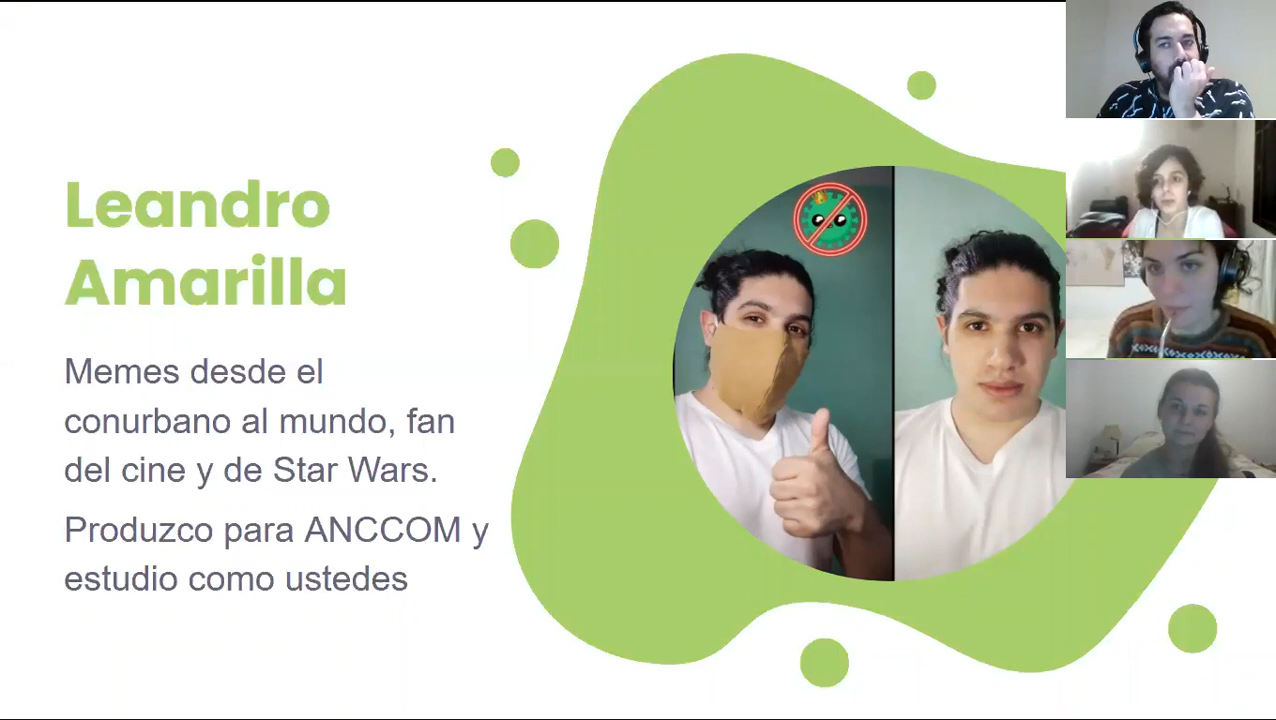 Leandro
Amarilla
Memes desde el
conurbano al mundo, fan
del cine y de Star Wars.
Produzco para ANCCOM y
estudio como ustedes